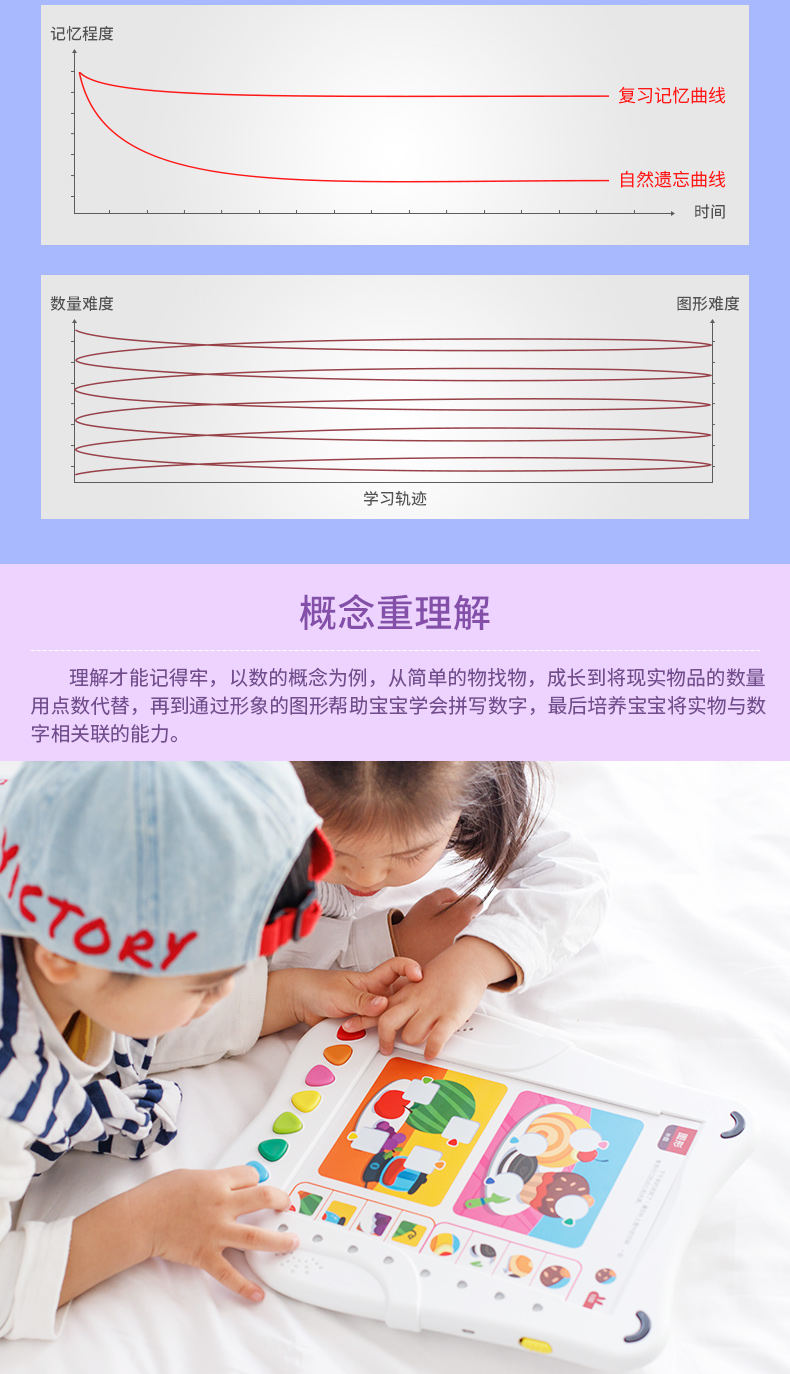 记忆程度
复习记忆曲线
自然遗忘曲线
时间
数量难度
图形难度
学习轨迹
概念重理解
理解才能记得牢，以数的概念为例，从简单的物找物，成长到将现实物品的数量
用点数代替，再到通过形象的图形帮助宝宝学会拼写数字，最后培养宝宝将实物与数
字相关联的能力。
VICTORY
图形